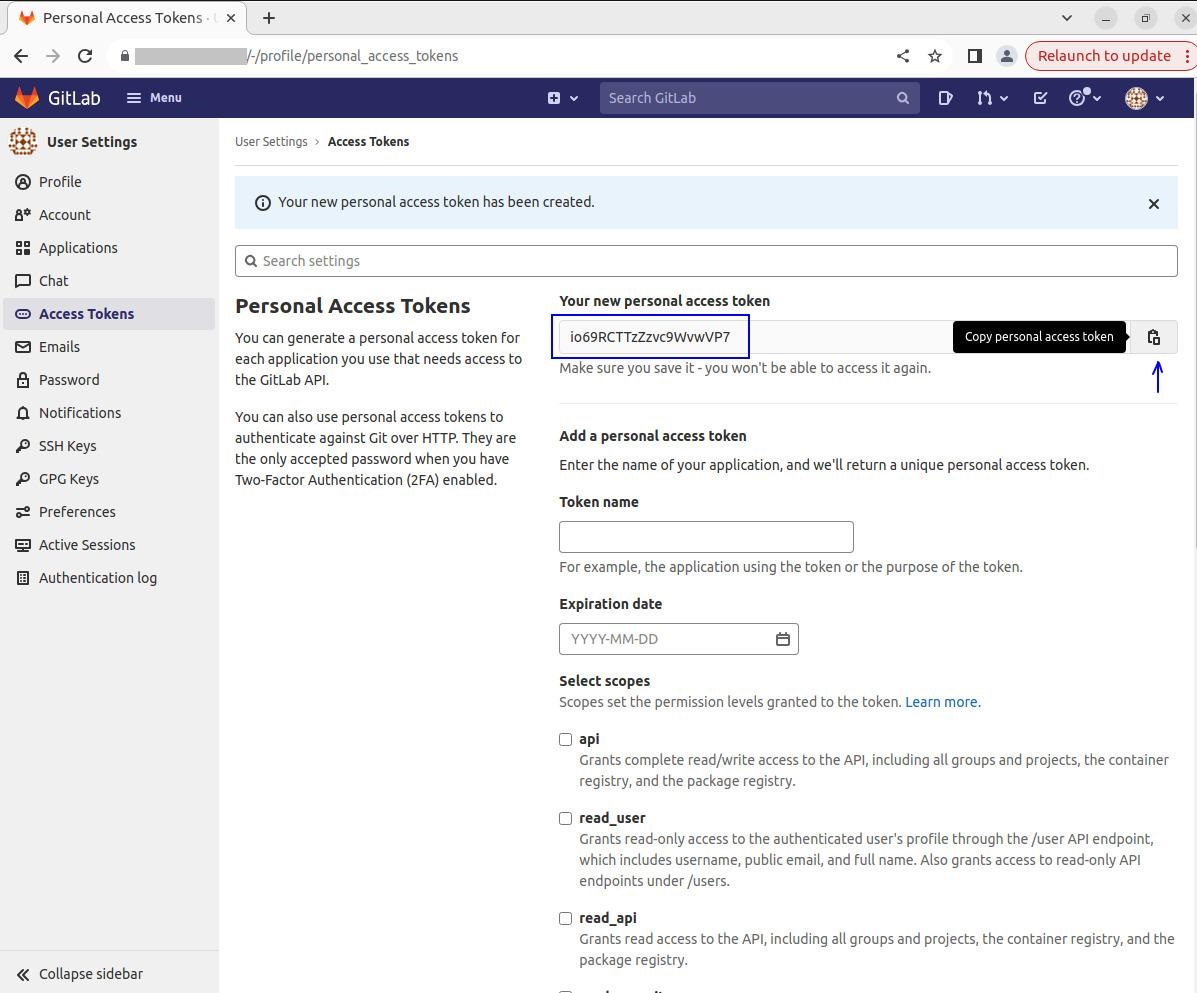 Personal Access Tokens ·
/-/profile/personal_access_tokens
Relaunch to update
GitLab
Menu
Search GitLab
User Settings
Profile
Account
Applications
Chat
Access Tokens
Emails
Password
Notifications
SSH Keys
GPG Keys
Preferences
Active Sessions
Authentication log
Collapse sidebar
User Settings › Access Tokens
Your new personal access token has been created.
Search settings
Personal Access Tokens
You can generate a personal access token for
each application you use that needs access to
the GitLab API.
You can also use personal access tokens to
authenticate against Git over HTTP. They are
the only accepted password when you have
Two-Factor Authentication (2FA) enabled.
Your new personal access token
io69RCTTzZzvc9WvwVP7
Copy personal access token
Make sure you save it - you won't be able to access it again.
Add a personal access token
Enter the name of your application, and we'll return a unique personal access token.
Token name
For example, the application using the token or the purpose of the token.
Expiration date
YYYY-MM-DD
Select scopes
Scopes set the permission levels granted to the token. Learn more.
api
Grants complete read/write access to the API, including all groups and projects, the container
registry, and the package registry.
read_user
Grants read-only access to the authenticated user's profile through the /user API endpoint,
which includes username, public email, and full name. Also grants access to read-only API
endpoints under /users.
read_api
Grants read access to the API, including all groups and projects, the container registry, and the
package registry.